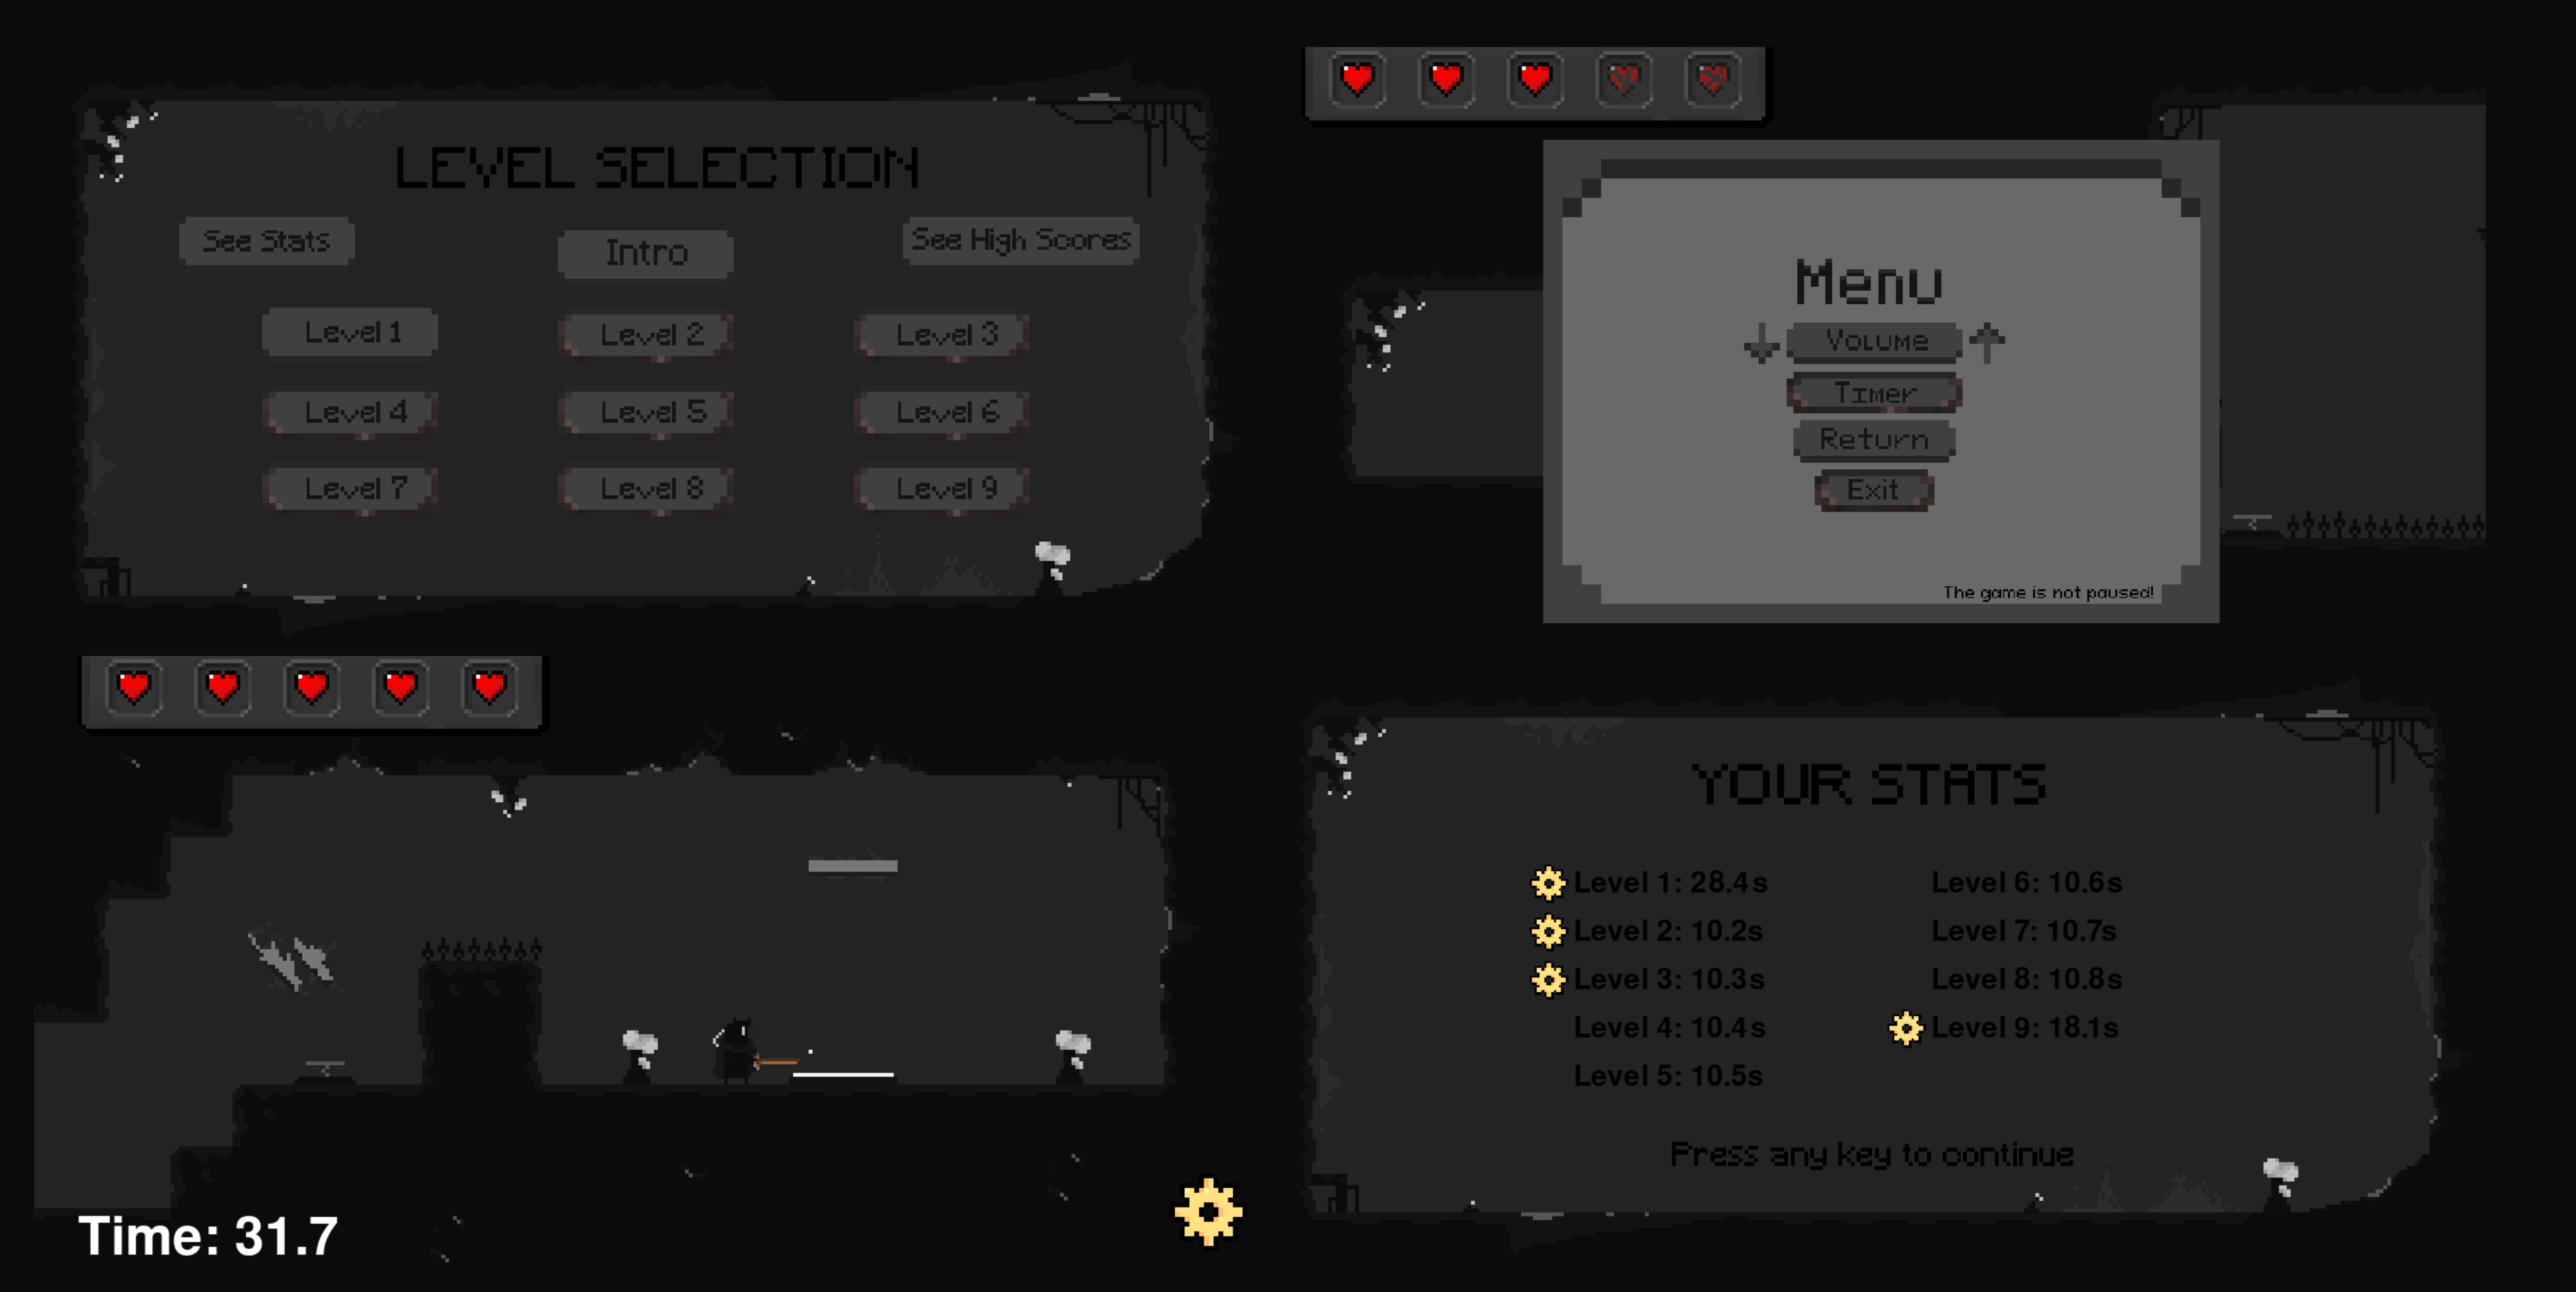 LEVEL SELECTION
See Stats
Intro
See High Scores
Level 1
Level 2
Level 3
Level 4
Level 5
Level 6
Level 7
Level 8
Level 9
Menu
Volume
Timer
Return
Exit
The game is not paused!
Time: 31.7
YOUR STATS
Level 1: 28.4s
Level 2: 10.2s
Level 3: 10.3s
Level 4: 10.4s
Level 5: 10.5s
Level 6: 10.6s
Level 7: 10.7s
Level 8: 10.8s
Level 9: 18.1s
Press any key to continue